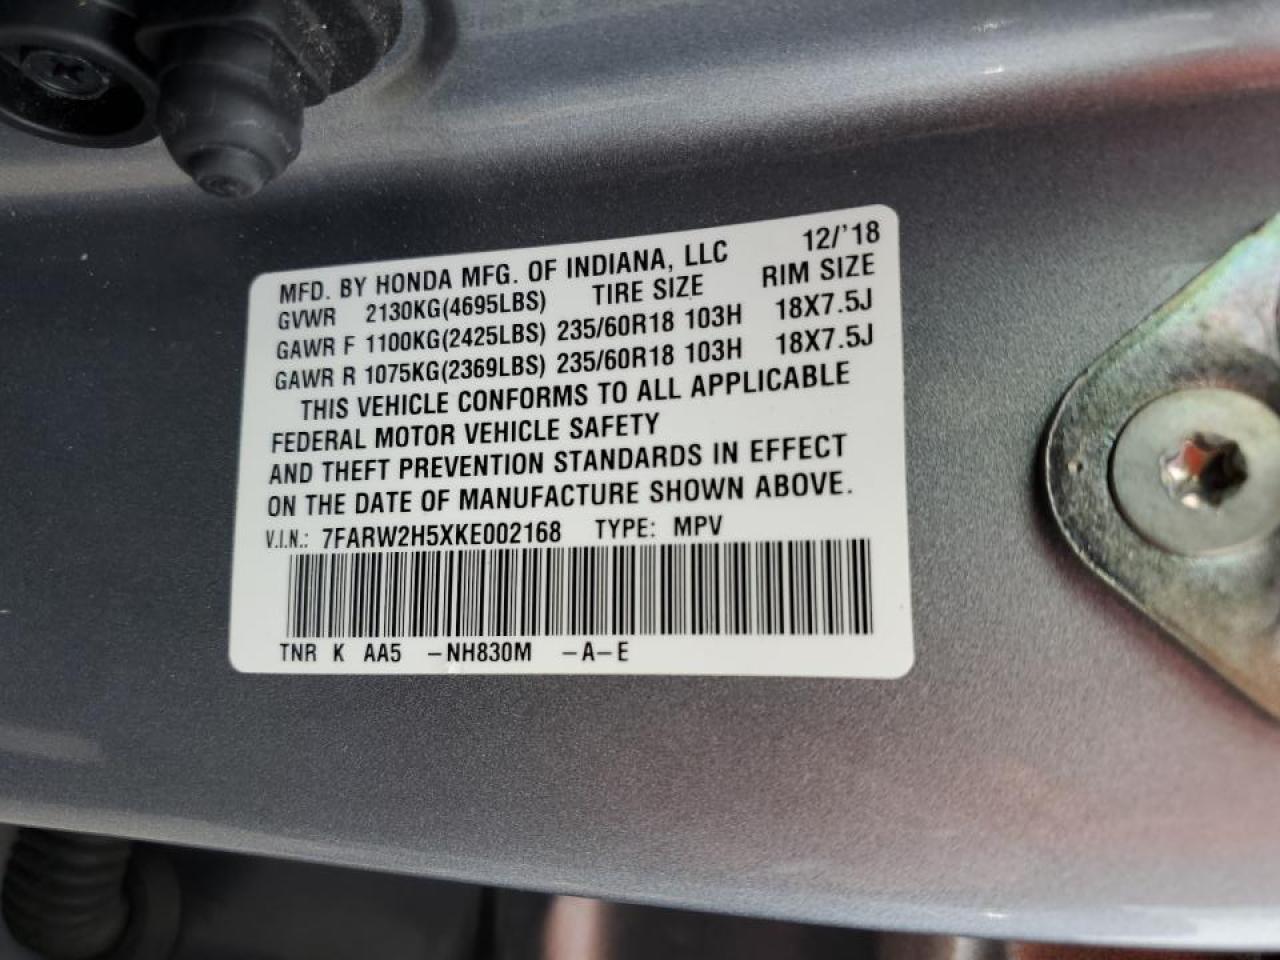 MFD. BY HONDA MFG. OF INDIANA, LLC 12/'18
GVWR 2130KG(4695LBS) TIRE SIZE RIM SIZE
GAWR F 1100KG(2425LBS) 235/60R18 103H 18X7.5J
GAWR R 1075KG(2369LBS) 235/60R18 103H 18X7.5J
THIS VEHICLE CONFORMS TO ALL APPLICABLE
FEDERAL MOTOR VEHICLE SAFETY
AND THEFT PREVENTION STANDARDS IN EFFECT
ON THE DATE OF MANUFACTURE SHOWN ABOVE.
V.I.N.: 7FARW2H5XKE002168 TYPE: MPV
TNR K AA5 -NH830M -A-E